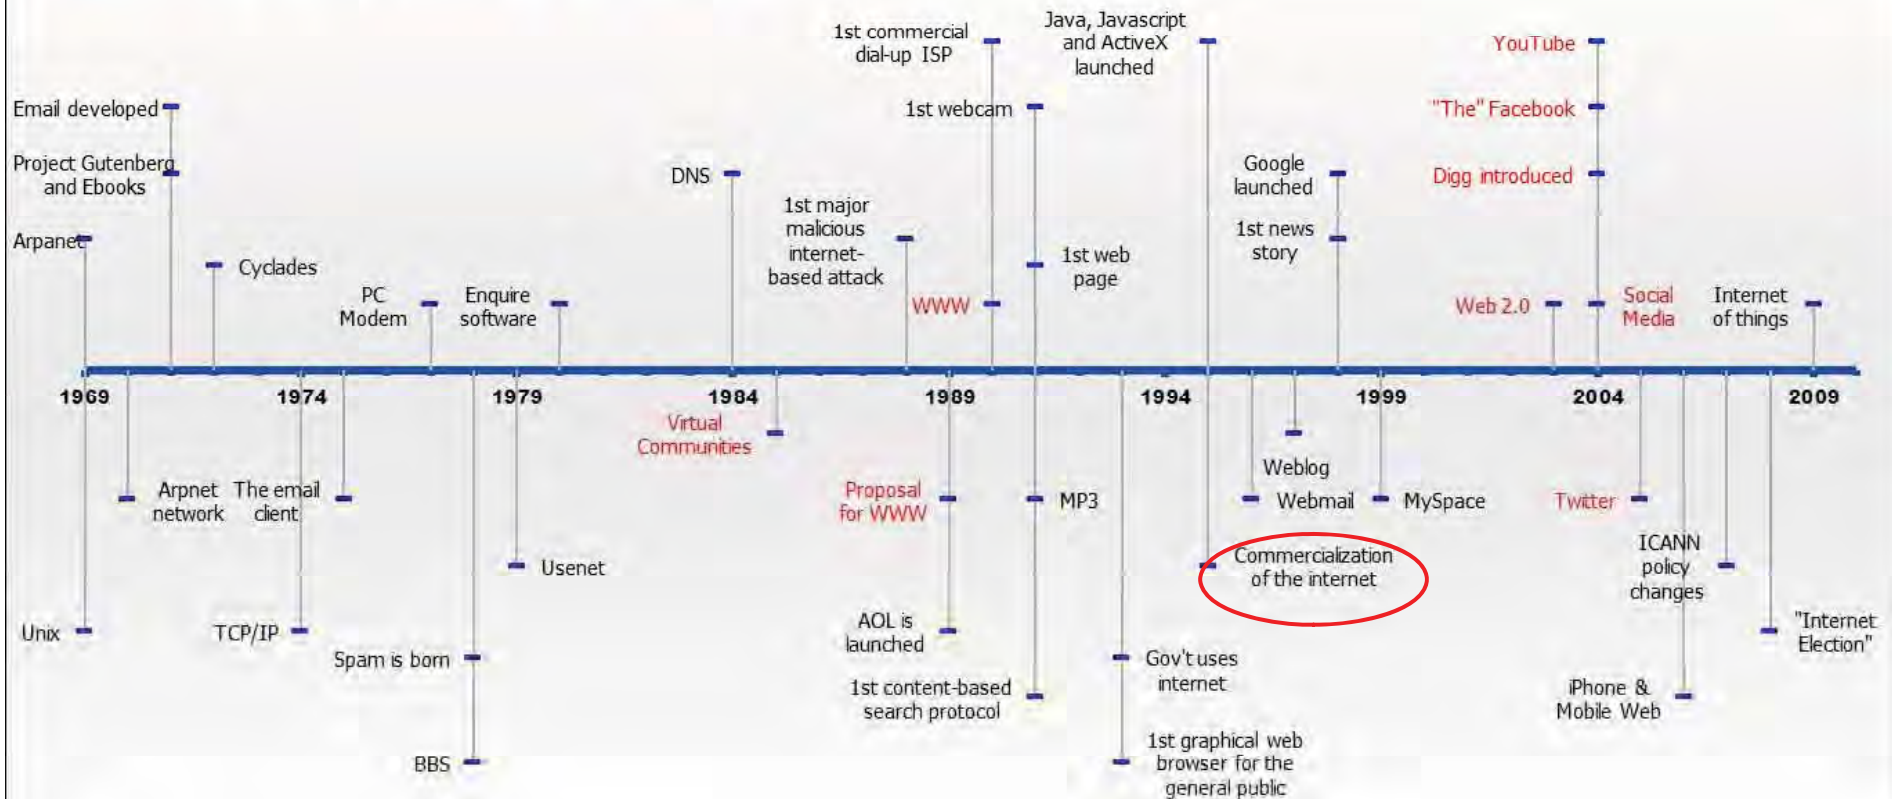 1st commercial
dial-up ISP
Java, Javascript
and ActiveX
launched
YouTube
Email developed
1st webcam
"The" Facebook
Project Gutenberg
and Ebooks
DNS
Google
launched
Digg introduced
Arpanet
Cyclades
1st major
malicious
internet-
based attack
1st web
page
1st news
story
PC
Modem
Enquire
software
WWW
Web 2.0
Social
Media
Internet
of things
1969
1974
1979
1984
1989
1994
1999
2004
2009
Virtual
Communities
Weblog
Arpnet
network
The email
client
Proposal
for WWW
MP3
Webmail
MySpace
Twitter
Usenet
Commercialization
of the internet
ICANN
policy
changes
Unix
TCP/IP
AOL is
launched
"Internet
Election"
Spam is born
Gov't uses
internet
1st content-based
search protocol
iPhone &
Mobile Web
BBS
1st graphical web
browser for the
general public